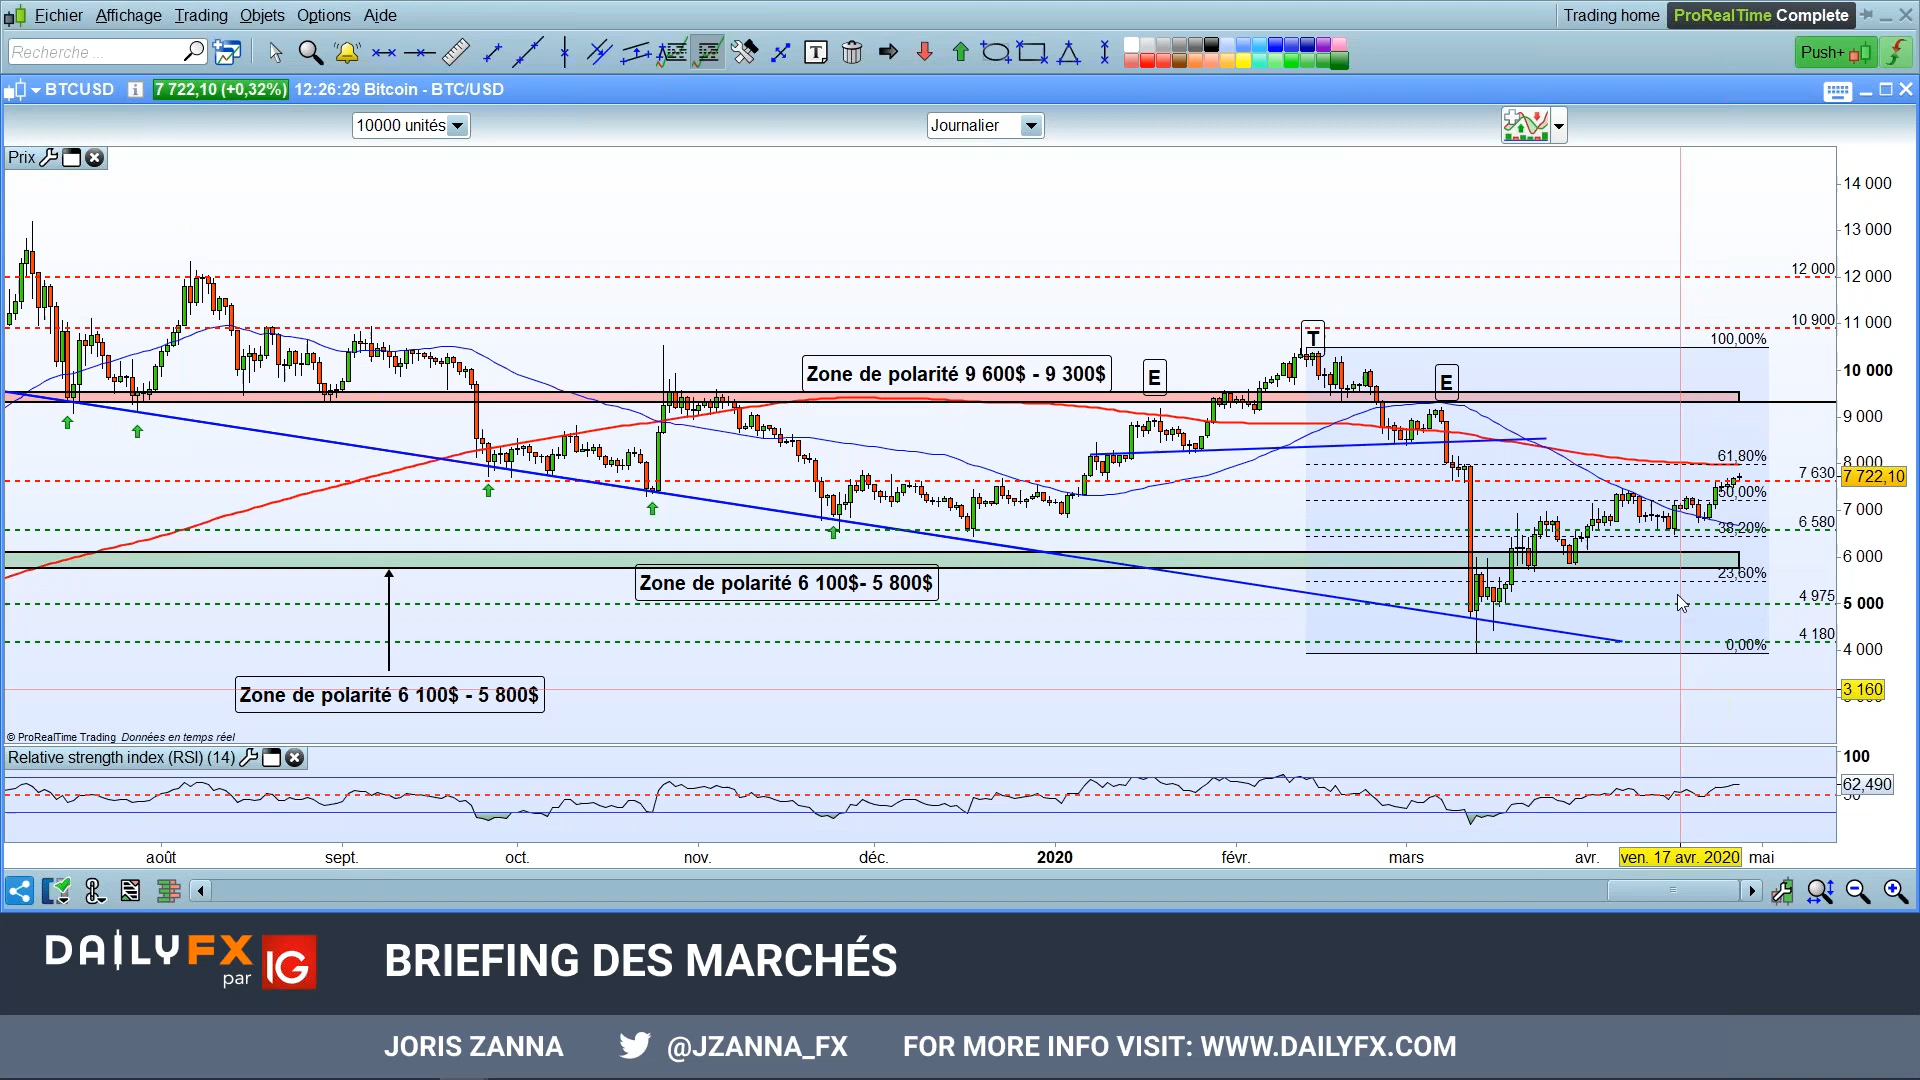 Fichier Affichage Trading Objets Options Aide
Trading home ProRealTime Complete
Recherche ...
T
Push+
BTCUSD i 7 722,10 (+0,32%) 12:26:29 Bitcoin - BTC/USD
10000 unités
Journalier
Prix
14 000
13 000
12 000 12 000
10 900 11 000
T 100,00%
Zone de polarité 9 600$ - 9 300$ E E 10 000
9 000
61,80% 8 000
7 630 7 722,10
50,00%
7 000
6 580
38,20%
6 000
Zone de polarité 6 100$- 5 800$ 23,60%
4 975 5 000
4 180
0,00% 4 000
Zone de polarité 6 100$ - 5 800$ 3 160
© ProRealTime Trading Données en temps réel
Relative strength index (RSI) (14) 100
62,490
août sept. oct. nov. déc. 2020 févr. mars avr. ven. 17 avr. 2020 mai
DAILYFX par IG
BRIEFING DES MARCHÉS
JORIS ZANNA @JZANNA_FX FOR MORE INFO VISIT: WWW.DAILYFX.COM